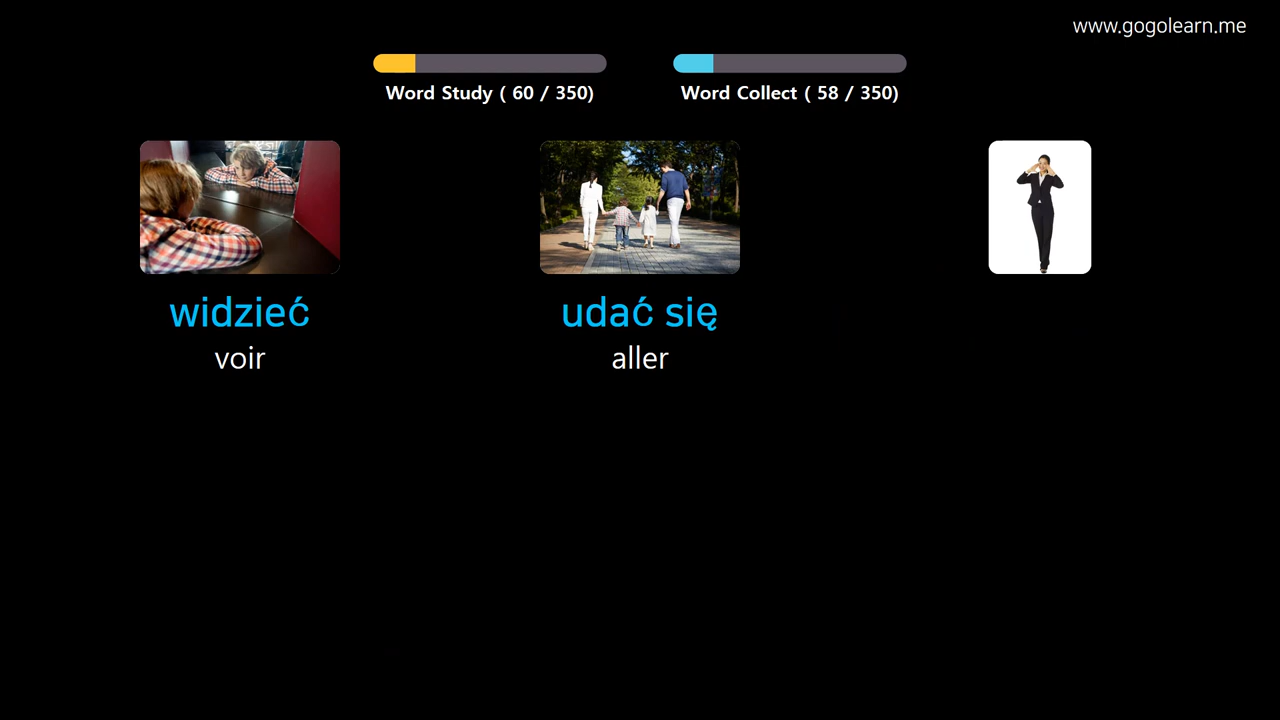 www.gogolearn.me
Word Study ( 60 / 350)
Word Collect ( 58 / 350)
widzieć
voir
udać się
aller